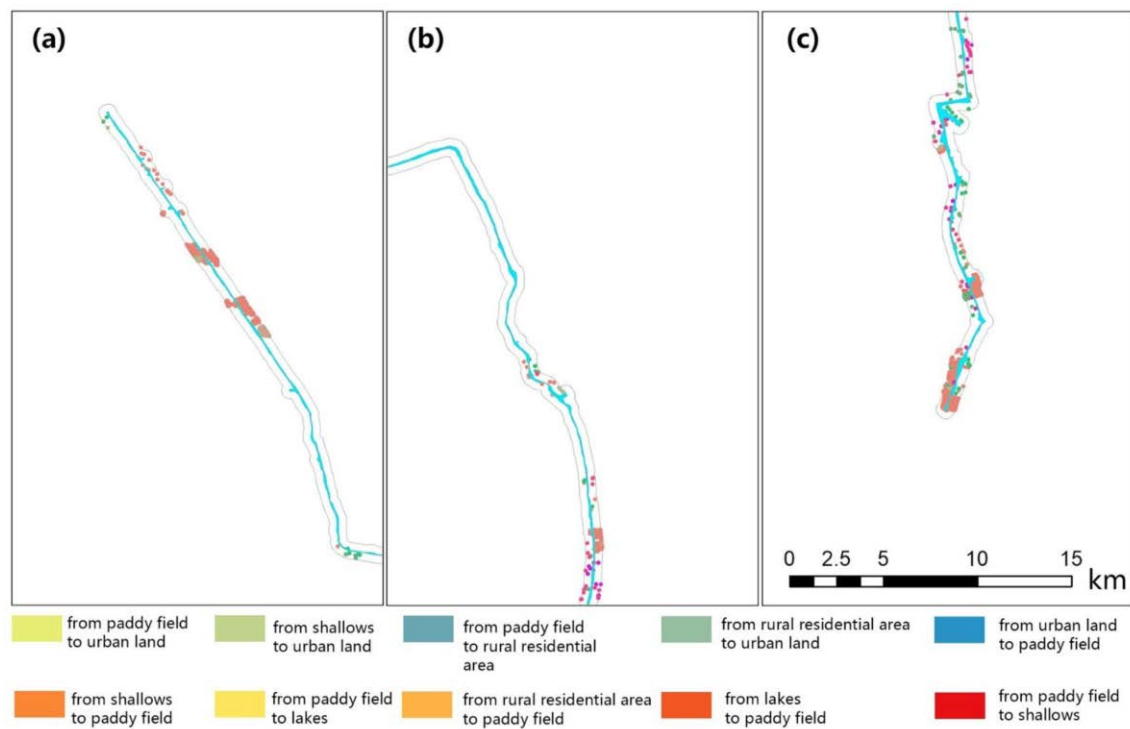 (a)
(b)
(c)
0 2.5 5 10 15
km
from paddy field
to urban land
from shallows
to urban land
from paddy field
to rural residential
area
from rural residential area
to urban land
from urban land
to paddy field
from shallows
to paddy field
from paddy field
to lakes
from rural residential area
to paddy field
from lakes
to paddy field
from paddy field
to shallows